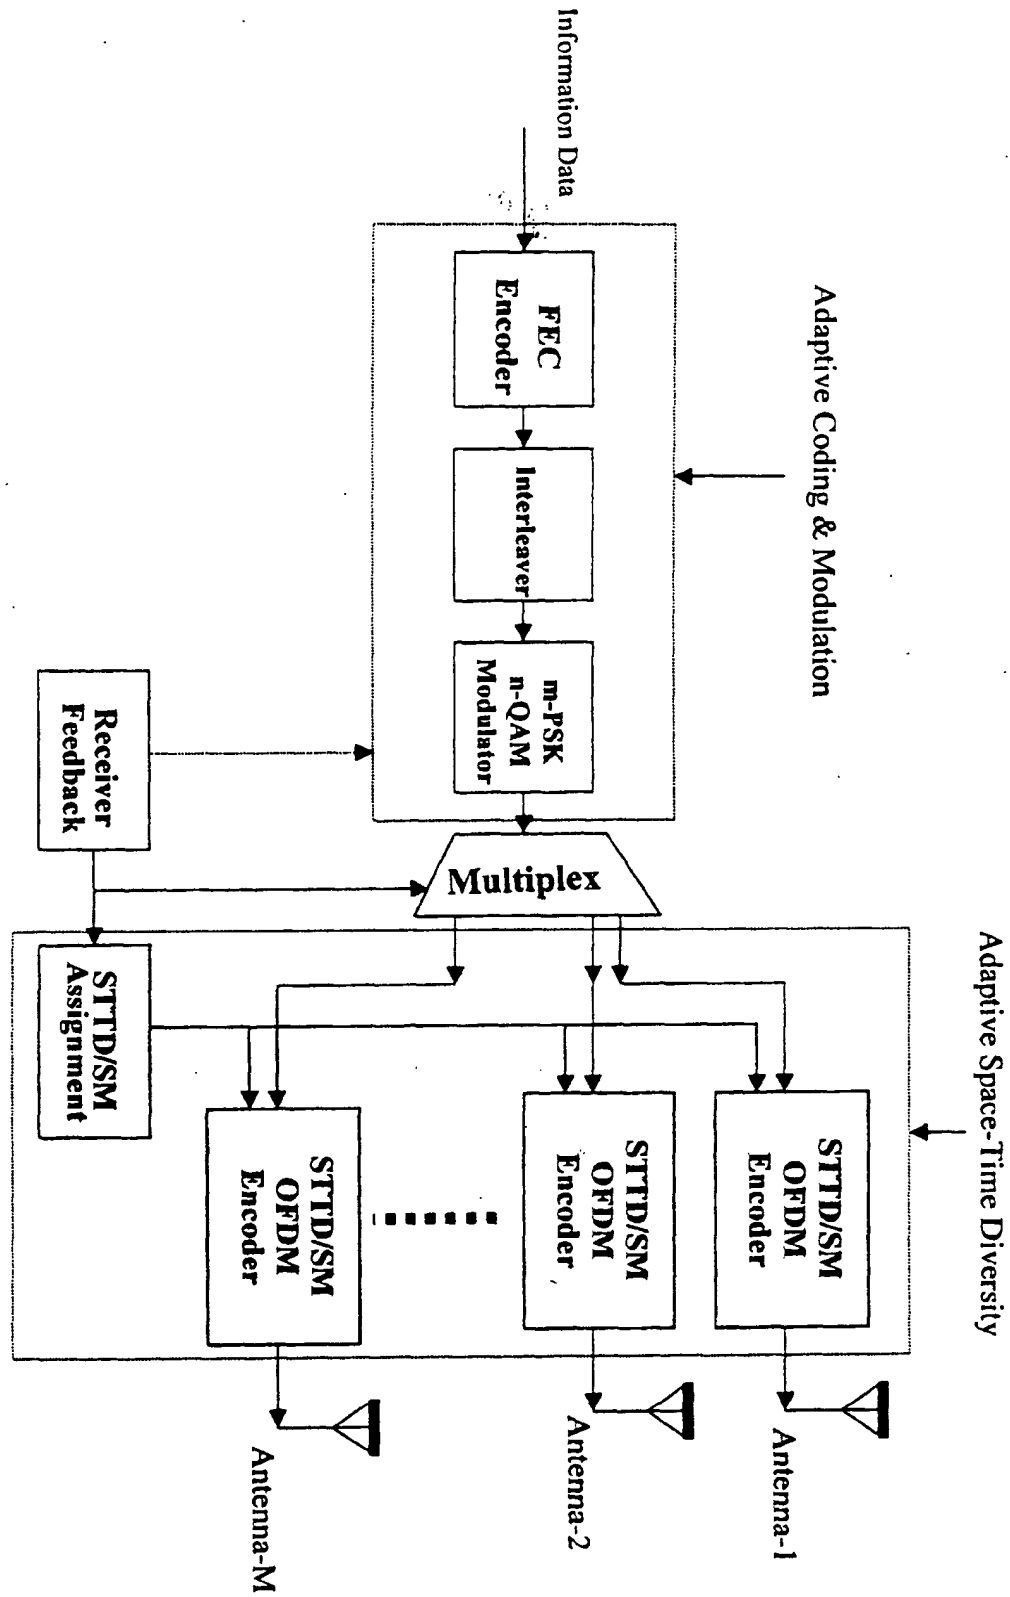 Adaptive Coding & Modulation
Adaptive Space-Time Diversity
Information Data
FEC
Encoder
Interleaver
m-PSK
n-QAM
Modulator
Multiplex
STTD/SM
OFDM
Encoder
Antenna-1
STTD/SM
OFDM
Encoder
Antenna-2
STTD/SM
OFDM
Encoder
Antenna-M
Receiver
Feedback
STTD/SM
Assignment